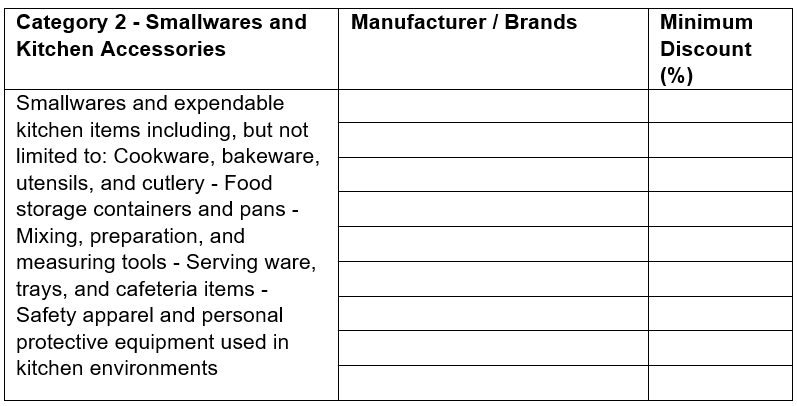 Category 2 - Smallwares and
Kitchen Accessories
Manufacturer / Brands
Minimum
Discount
(%)
Smallwares and expendable
kitchen items including, but not
limited to: Cookware, bakeware,
utensils, and cutlery - Food
storage containers and pans -
Mixing, preparation, and
measuring tools - Serving ware,
trays, and cafeteria items -
Safety apparel and personal
protective equipment used in
kitchen environments